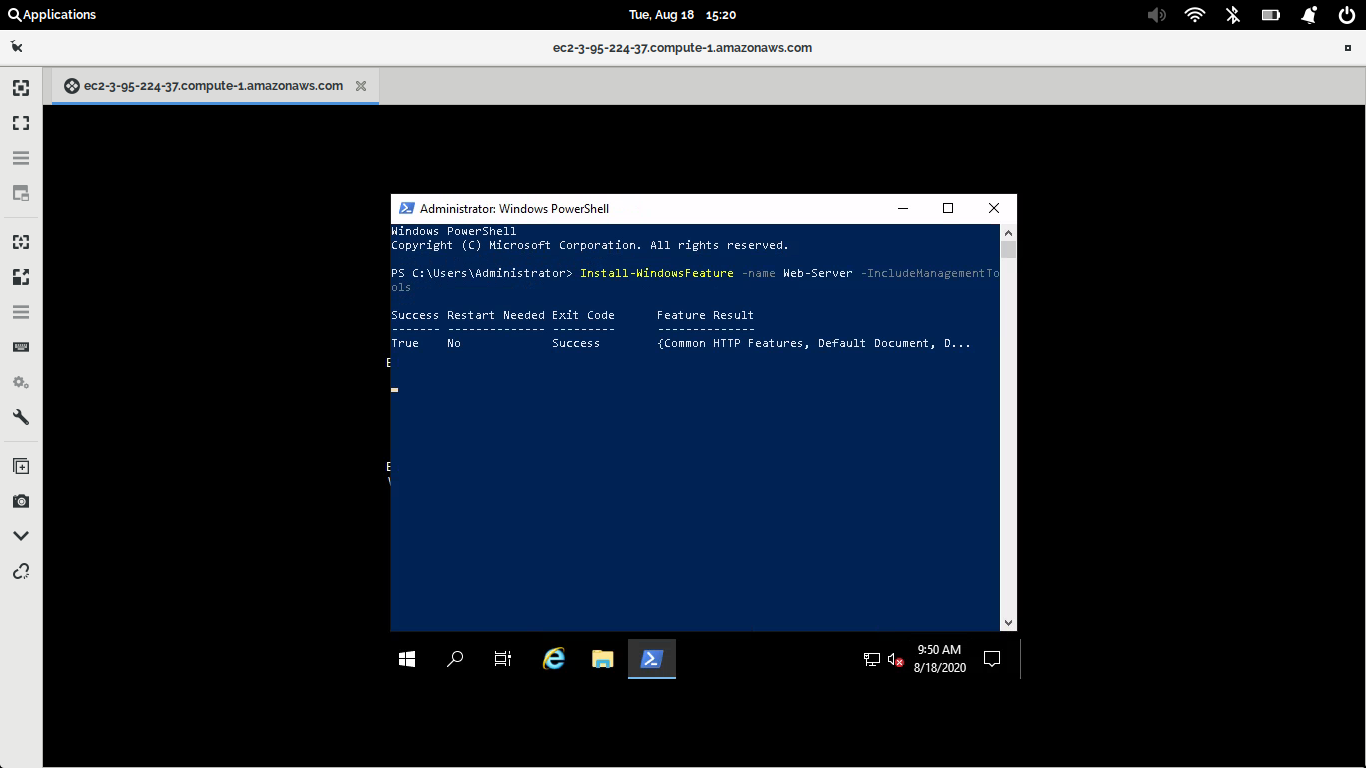 Applications
Tue, Aug 18 15:20
ec2-3-95-224-37.compute-1.amazonaws.com
ec2-3-95-224-37.compute-1.amazonaws.com
Administrator: Windows PowerShell
Windows PowerShell
Copyright (C) Microsoft Corporation. All rights reserved.
PS C:\Users\Administrator> Install-WindowsFeature -name Web-Server -IncludeManagementTo
ols
Success Restart Needed Exit Code      Feature Result
------- -------------- ---------      --------------
True    No             Success        {Common HTTP Features, Default Document, D...
9:50 AM
8/18/2020